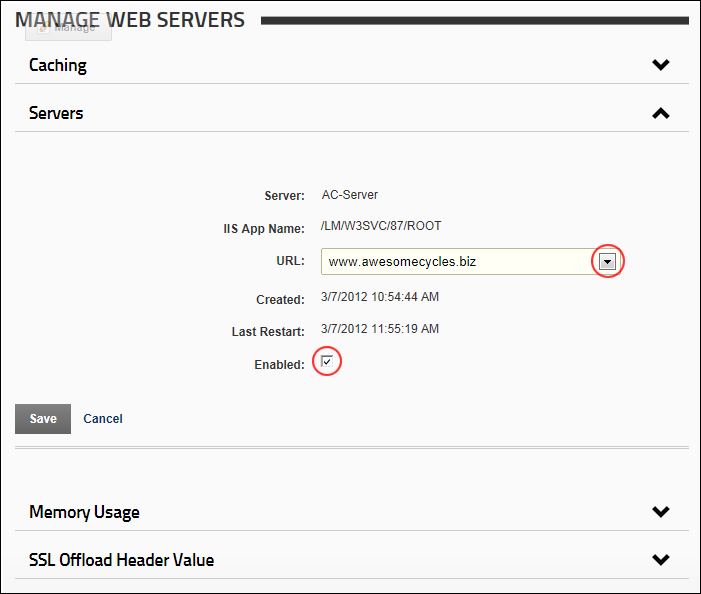 MANAGE WEB SERVERS
Manage
Caching
Servers
Server: AC-Server
IIS App Name: /LM/W3SVC/87/ROOT
URL: www.awesomecycles.biz
Created: 3/7/2012 10:54:44 AM
Last Restart: 3/7/2012 11:55:19 AM
Enabled:
Save Cancel
Memory Usage
SSL Offload Header Value